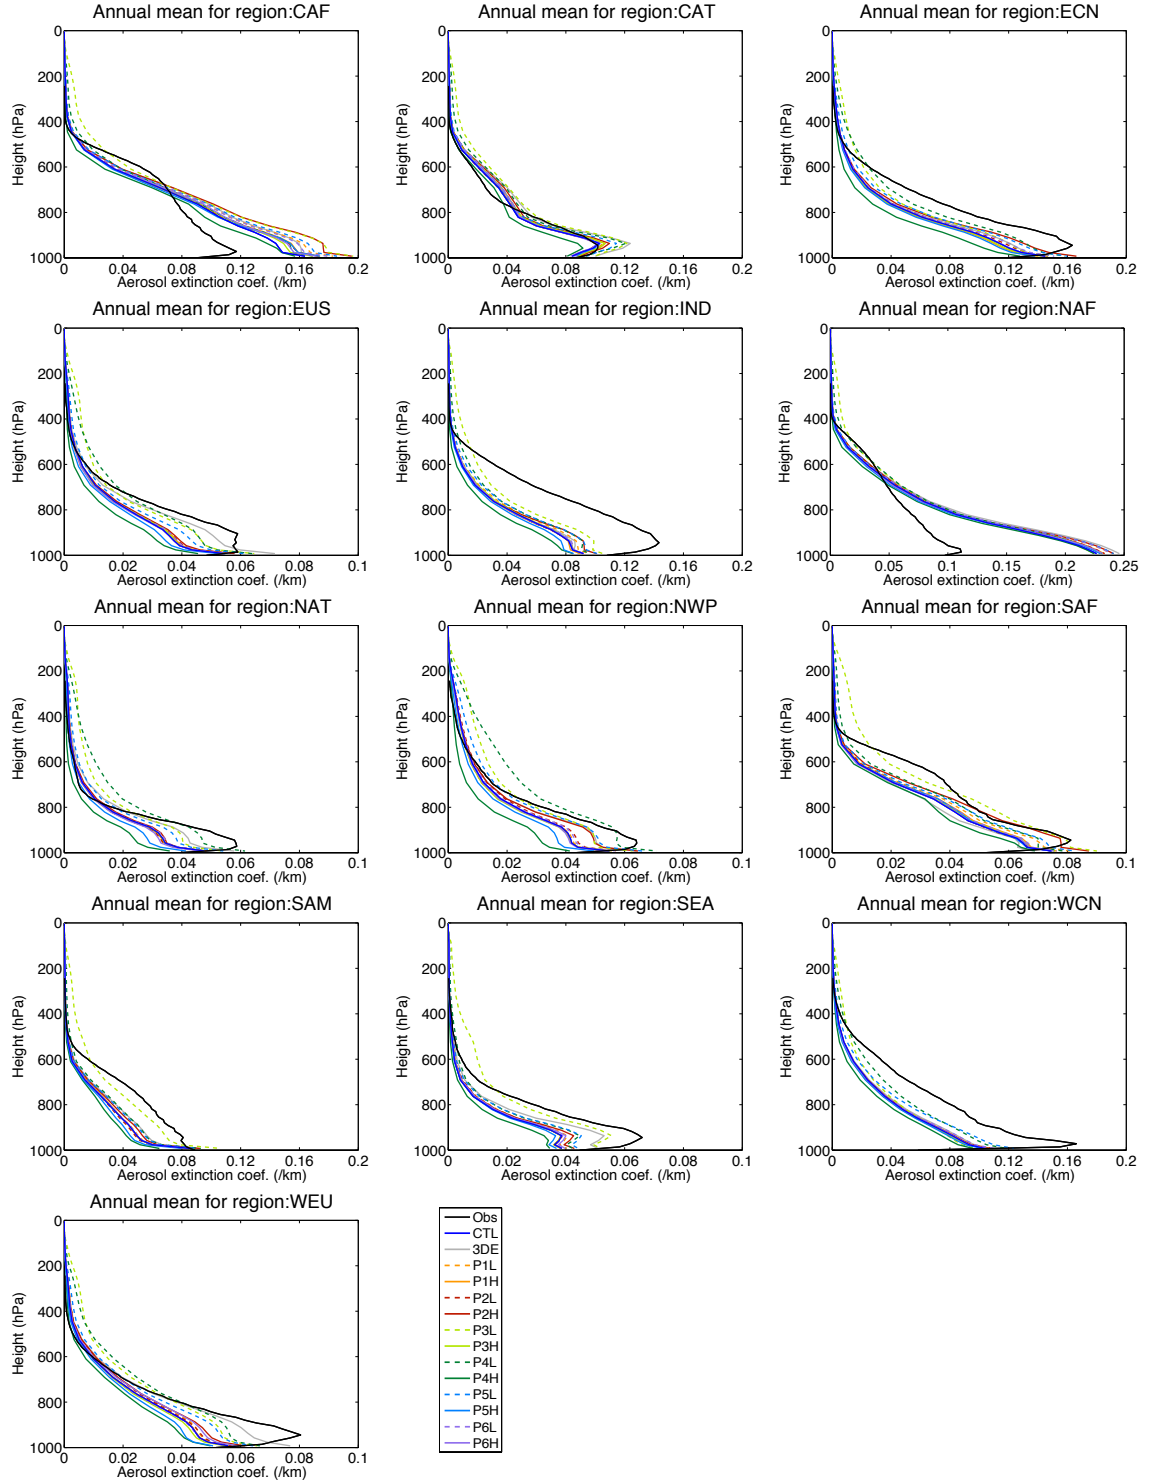 Annual mean for region:CAF
0
200
400
600
800
1000
Height (hPa)
0 0.04 0.08 0.12 0.16 0.2
Aerosol extinction coef. (/km)
Annual mean for region:CAT
0
200
400
600
800
1000
Height (hPa)
0 0.04 0.08 0.12 0.16 0.2
Aerosol extinction coef. (/km)
Annual mean for region:ECN
0
200
400
600
800
1000
Height (hPa)
0 0.04 0.08 0.12 0.16 0.2
Aerosol extinction coef. (/km)
Annual mean for region:EUS
0
200
400
600
800
1000
Height (hPa)
0 0.02 0.04 0.06 0.08 0.1
Aerosol extinction coef. (/km)
Annual mean for region:IND
0
200
400
600
800
1000
Height (hPa)
0 0.04 0.08 0.12 0.16 0.2
Aerosol extinction coef. (/km)
Annual mean for region:NAF
0
200
400
600
800
1000
Height (hPa)
0 0.05 0.1 0.15 0.2 0.25
Aerosol extinction coef. (/km)
Annual mean for region:NAT
0
200
400
600
800
1000
Height (hPa)
0 0.02 0.04 0.06 0.08 0.1
Aerosol extinction coef. (/km)
Annual mean for region:NWP
0
200
400
600
800
1000
Height (hPa)
0 0.02 0.04 0.06 0.08 0.1
Aerosol extinction coef. (/km)
Annual mean for region:SAF
0
200
400
600
800
1000
Height (hPa)
0 0.02 0.04 0.06 0.08 0.1
Aerosol extinction coef. (/km)
Annual mean for region:SAM
0
200
400
600
800
1000
Height (hPa)
0 0.04 0.08 0.12 0.16 0.2
Aerosol extinction coef. (/km)
Annual mean for region:SEA
0
200
400
600
800
1000
Height (hPa)
0 0.02 0.04 0.06 0.08 0.1
Aerosol extinction coef. (/km)
Annual mean for region:WCN
0
200
400
600
800
1000
Height (hPa)
0 0.04 0.08 0.12 0.16 0.2
Aerosol extinction coef. (/km)
Annual mean for region:WEU
0
200
400
600
800
1000
Height (hPa)
0 0.02 0.04 0.06 0.08 0.1
Aerosol extinction coef. (/km)
Obs
CTL
3DE
P1L
P1H
P2L
P2H
P3L
P3H
P4L
P4H
P5L
P5H
P6L
P6H